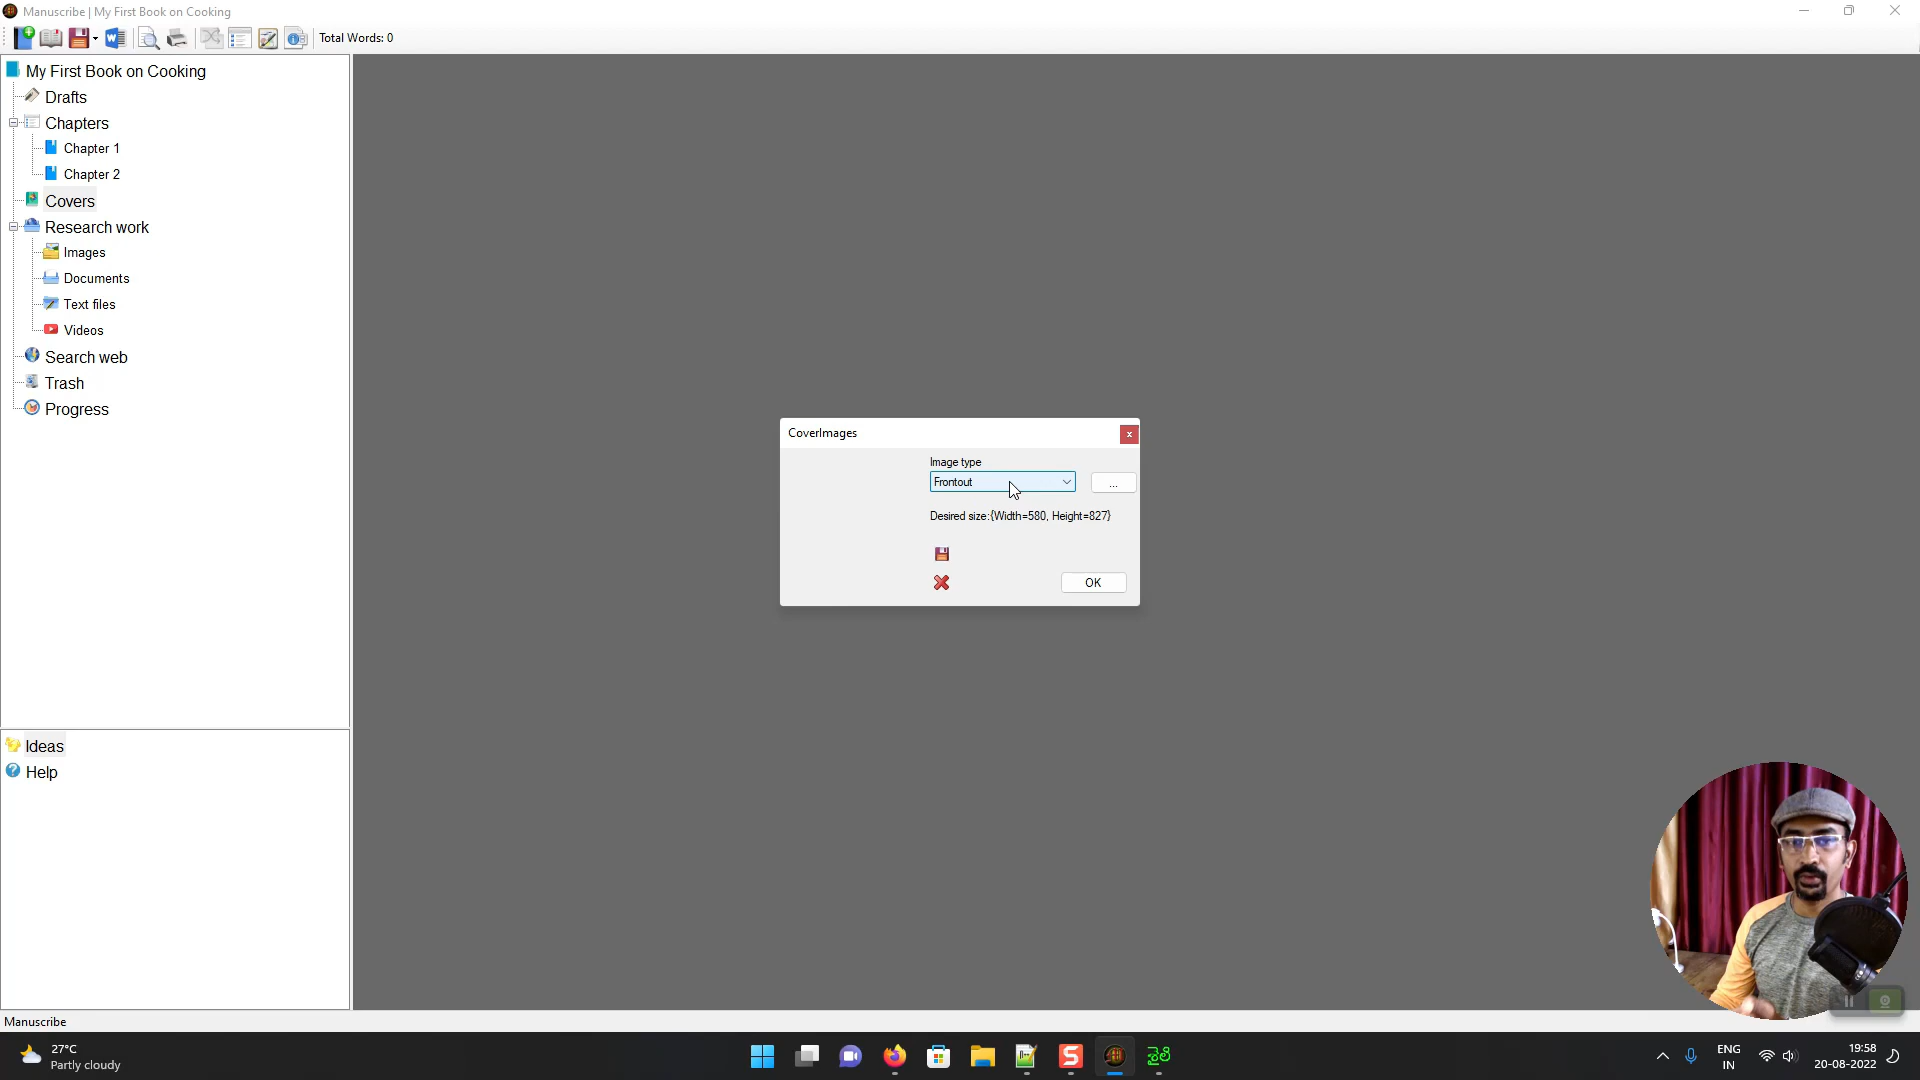 Manuscribe | My First Book on Cooking
Total Words: 0
My First Book on Cooking
Drafts
Chapters
Chapter 1
Chapter 2
Covers
Research work
Images
Documents
Text files
Videos
Search web
Trash
Progress
CoverImages
x
Image type
Frontout
...
Desired size:{Width=580, Height=827}
OK
Ideas
Help
Manuscribe
27°C
Partly cloudy
శైలి
ENG
IN
19:58
20-08-2022